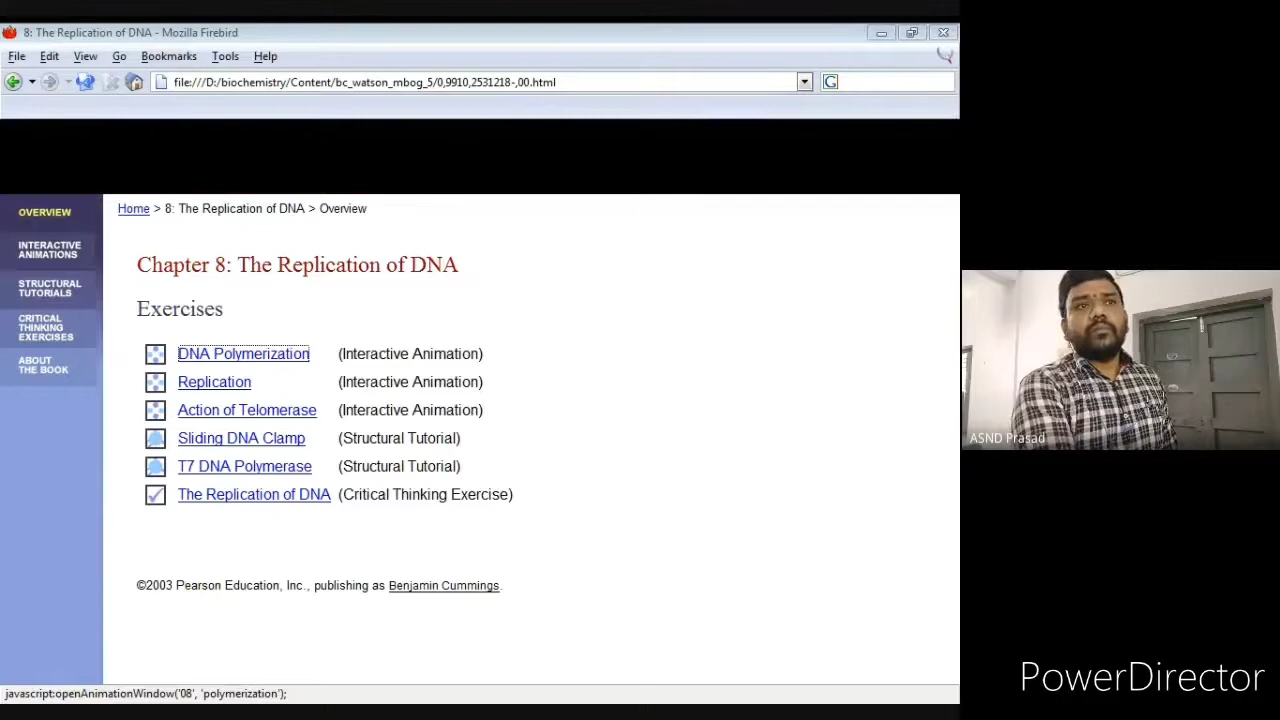 8: The Replication of DNA - Mozilla Firebird
File Edit View Go Bookmarks Tools Help
file:///D:/biochemistry/Content/bc_watson_mbog_5/0,9910,2531218-,00.html
G
OVERVIEW
INTERACTIVE
ANIMATIONS
STRUCTURAL
TUTORIALS
CRITICAL
THINKING
EXERCISES
ABOUT
THE BOOK
Home > 8: The Replication of DNA > Overview
Chapter 8: The Replication of DNA
Exercises
DNA Polymerization (Interactive Animation)
Replication (Interactive Animation)
Action of Telomerase (Interactive Animation)
Sliding DNA Clamp (Structural Tutorial)
T7 DNA Polymerase (Structural Tutorial)
The Replication of DNA (Critical Thinking Exercise)
©2003 Pearson Education, Inc., publishing as Benjamin Cummings.
javascript:openAnimationWindow('08', 'polymerization');
ASND Prasad
PowerDirector